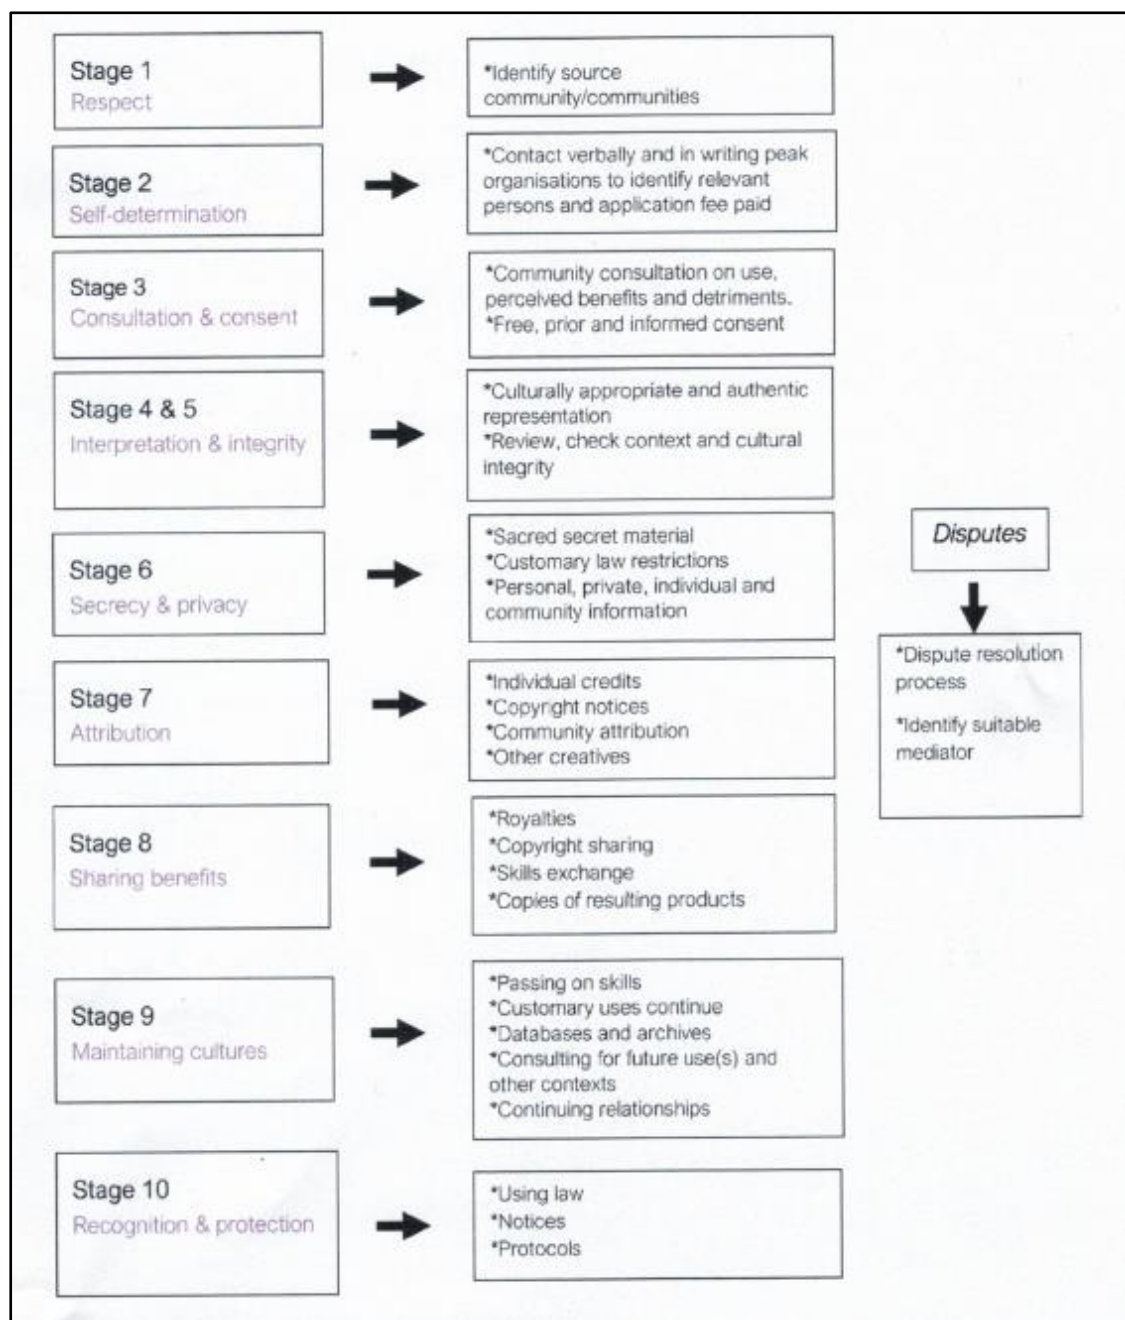 Stage 1
Respect
*Identify source
community/communities
Stage 2
Self-determination
*Contact verbally and in writing peak
organisations to identify relevant
persons and application fee paid
Stage 3
Consultation & consent
*Community consultation on use,
perceived benefits and detriments.
*Free, prior and informed consent
Stage 4 & 5
Interpretation & integrity
*Culturally appropriate and authentic
representation
*Review, check context and cultural
integrity
Stage 6
Secrecy & privacy
*Sacred secret material
*Customary law restrictions
*Personal, private, individual and
community information
Disputes
*Dispute resolution
process
*Identify suitable
mediator
Stage 7
Attribution
*Individual credits
*Copyright notices
*Community attribution
*Other creatives
Stage 8
Sharing benefits
*Royalties
*Copyright sharing
*Skills exchange
*Copies of resulting products
Stage 9
Maintaining cultures
*Passing on skills
*Customary uses continue
*Databases and archives
*Consulting for future use(s) and
other contexts
*Continuing relationships
Stage 10
Recognition & protection
*Using law
*Notices
*Protocols